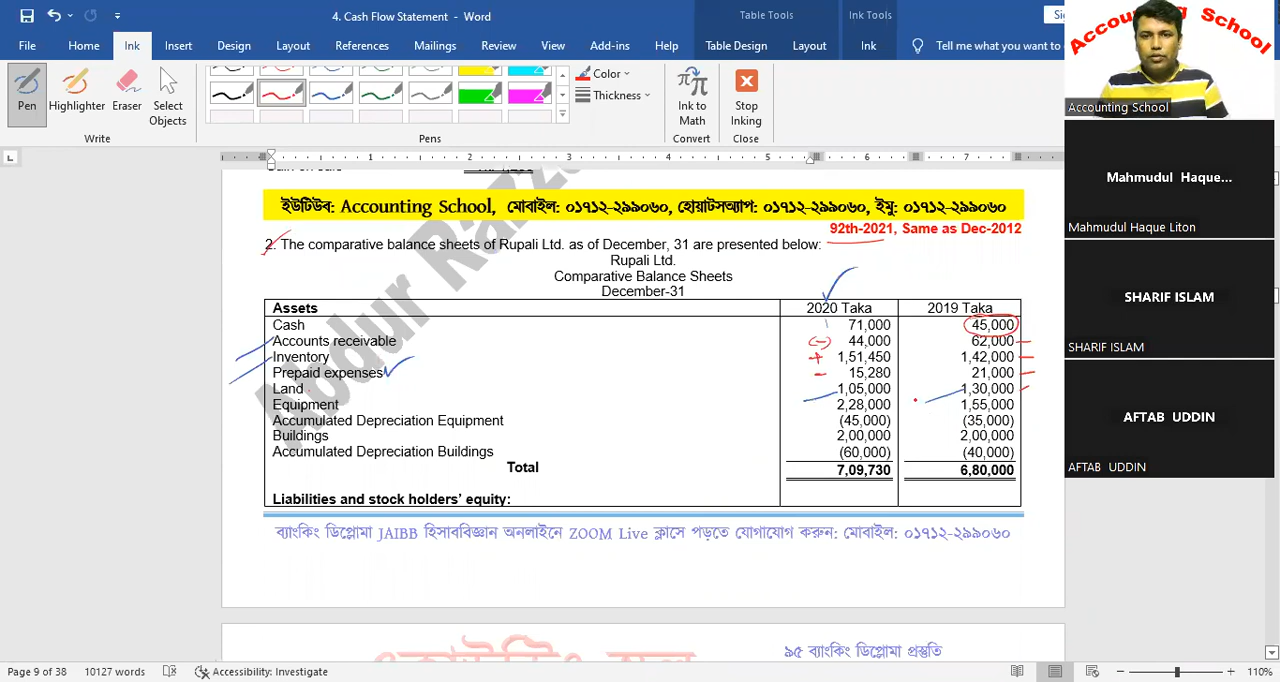 4. Cash Flow Statement - Word
Table Tools
Ink Tools
File Home Ink Insert Design Layout References Mailings Review View Add-ins Help Table Design Layout Ink Tell me what you want to
Pen Highlighter Eraser Select Objects
Color
Thickness
Ink to Math
Stop Inking
Write Pens Convert Close
Accounting School
Accounting School
1 2 3 4 5 6 7
ইউটিউব: Accounting School, মোবাইল: ০১৭১২-২৯৯০৬০, হোয়াটসঅ্যাপ: ০১৭১২-২৯৯০৬০, ইমু: ০১৭১২-২৯৯০৬০
92th-2021, Same as Dec-2012
2. The comparative balance sheets of Rupali Ltd. as of December, 31 are presented below:
Rupali Ltd.
Comparative Balance Sheets
December-31
Assets 2020 Taka 2019 Taka
Cash 71,000 45,000
Accounts receivable (-) 44,000 62,000
Inventory + 1,51,450 1,42,000
Prepaid expenses - 15,280 21,000
Land 1,05,000 1,30,000
Equipment 2,28,000 1,55,000
Accumulated Depreciation Equipment (45,000) (35,000)
Buildings 2,00,000 2,00,000
Accumulated Depreciation Buildings (60,000) (40,000)
Total 7,09,730 6,80,000
Liabilities and stock holders' equity:
ব্যাংকিং ডিপ্লোমা JAIBB হিসাববিজ্ঞান অনলাইনে ZOOM Live ক্লাসে পড়তে যোগাযোগ করুন: মোবাইল: ০১৭১২-২৯৯০৬০
৯৫ ব্যাংকিং ডিপ্লোমা প্রস্তুতি
Abdur Razza
Mahmudul Haque...
Mahmudul Haque Liton
SHARIF ISLAM
SHARIF ISLAM
AFTAB UDDIN
AFTAB UDDIN
Page 9 of 38 10127 words Accessibility: Investigate 110%